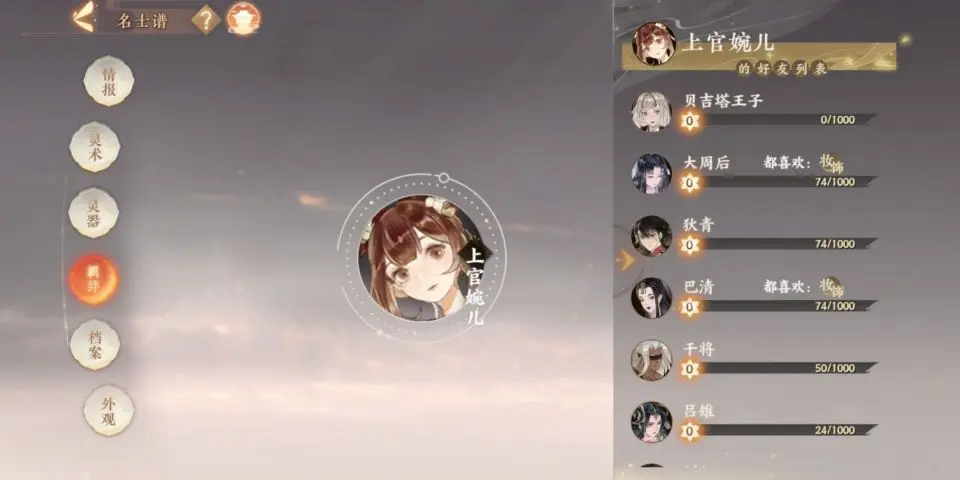 名士谱
?
情报
灵术
灵器
羁绊
档案
外观
上官婉儿
上官婉儿
的好友列表
贝吉塔王子
0
0/1000
大周后 都喜欢：妆饰
0
74/1000
狄青
0
74/1000
巴清 都喜欢：妆饰
0
74/1000
干将
0
50/1000
吕雉
0
24/1000